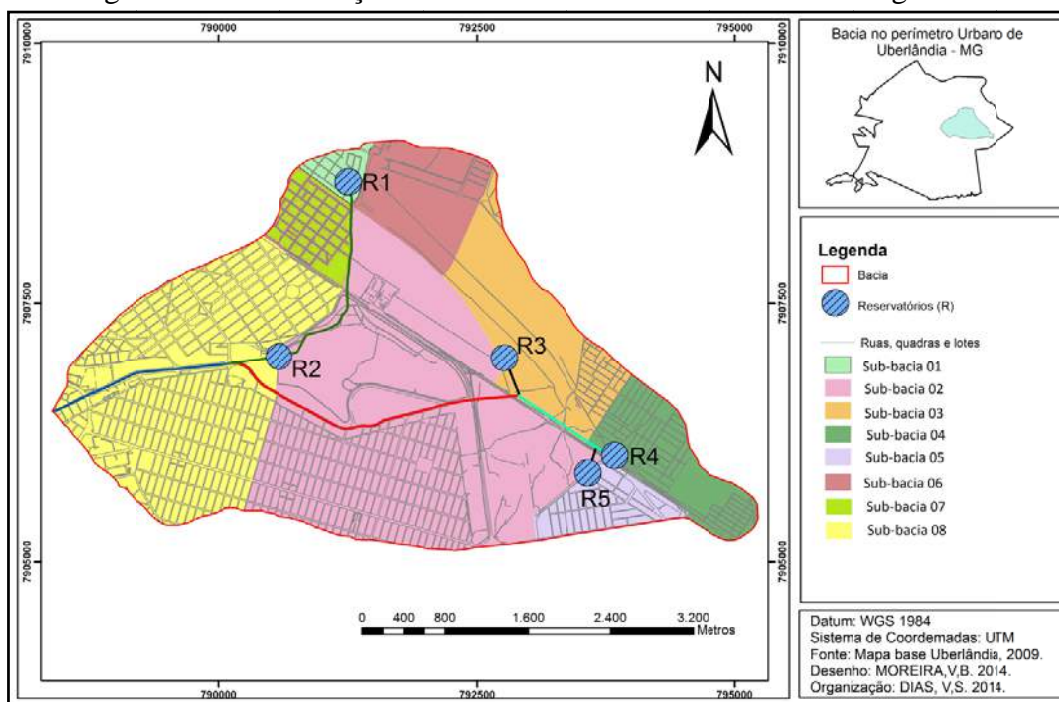 790000
792500
795000
7910000
7910000
7907500
7907500
7905000
7905000
790000
792500
795000
N
R1
R2
R3
R4
R5
0 400 800 1.600 2.400 3.200
Metros
Bacia no perímetro Urbano de
Uberlândia - MG
Legenda
Bacia
Reservatórios (R)
Ruas, quadras e lotes
Sub-bacia 01
Sub-bacia 02
Sub-bacia 03
Sub-bacia 04
Sub-bacia 05
Sub-bacia 06
Sub-bacia 07
Sub-bacia 08
Datum: WGS 1984
Sistema de Coordemadas: UTM
Fonte: Mapa base Uberlândia, 2009.
Desenho: MOREIRA,V,B. 2014.
Organização: DIAS, V,S. 2014.